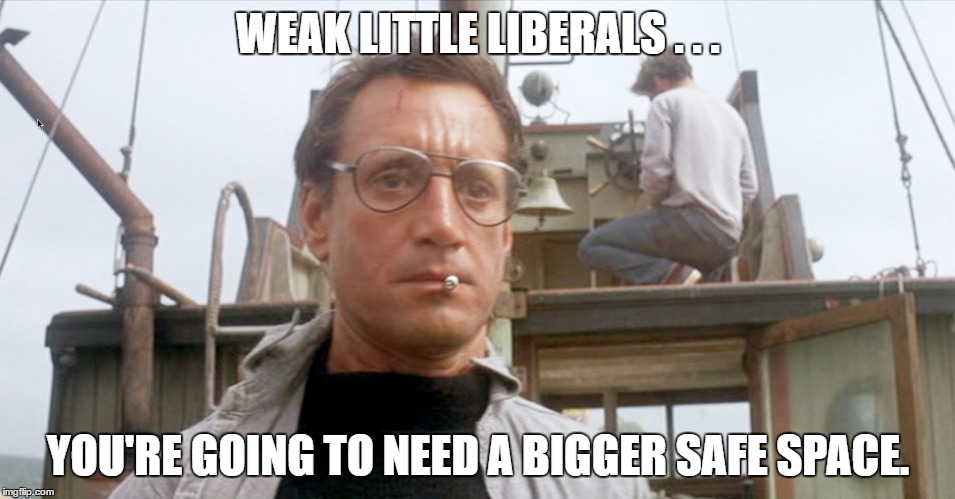 WEAK LITTLE LIBERALS . . .
YOU'RE GOING TO NEED A BIGGER SAFE SPACE.
imgflip.com